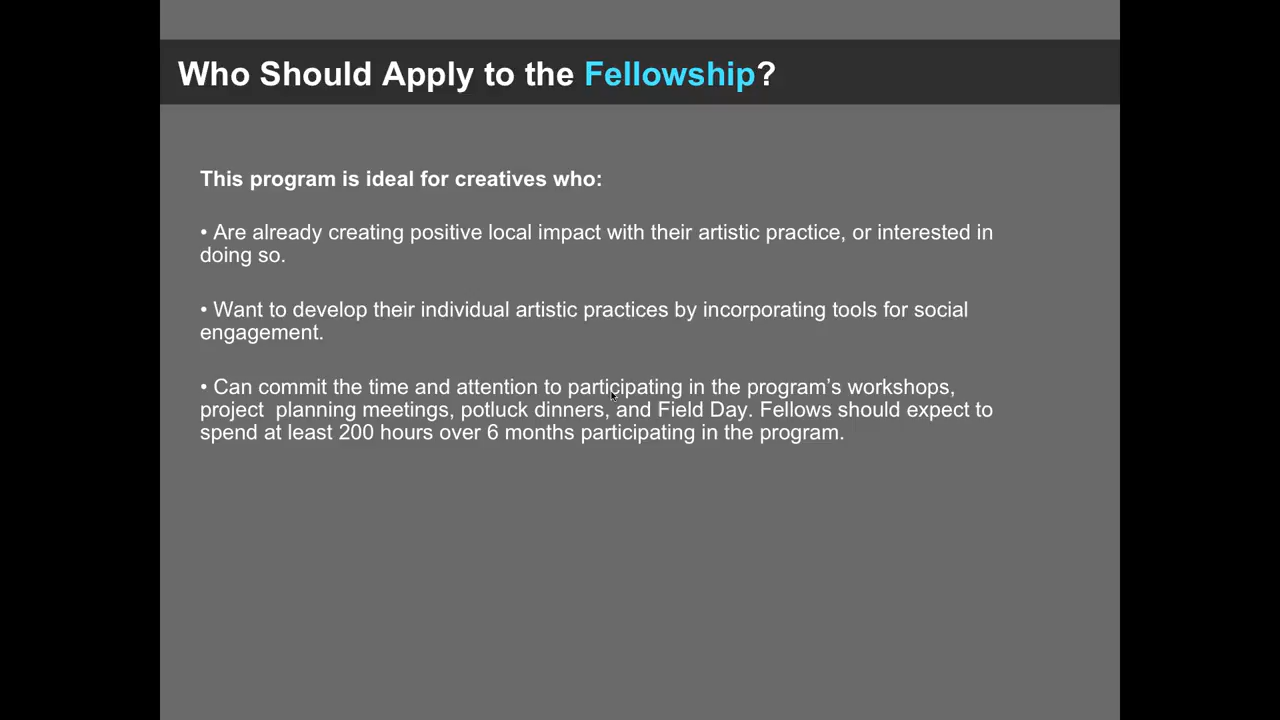 Who Should Apply to the Fellowship?
This program is ideal for creatives who:
• Are already creating positive local impact with their artistic practice, or interested in
doing so.
• Want to develop their individual artistic practices by incorporating tools for social
engagement.
• Can commit the time and attention to participating in the program’s workshops,
project  planning meetings, potluck dinners, and Field Day. Fellows should expect to
spend at least 200 hours over 6 months participating in the program.